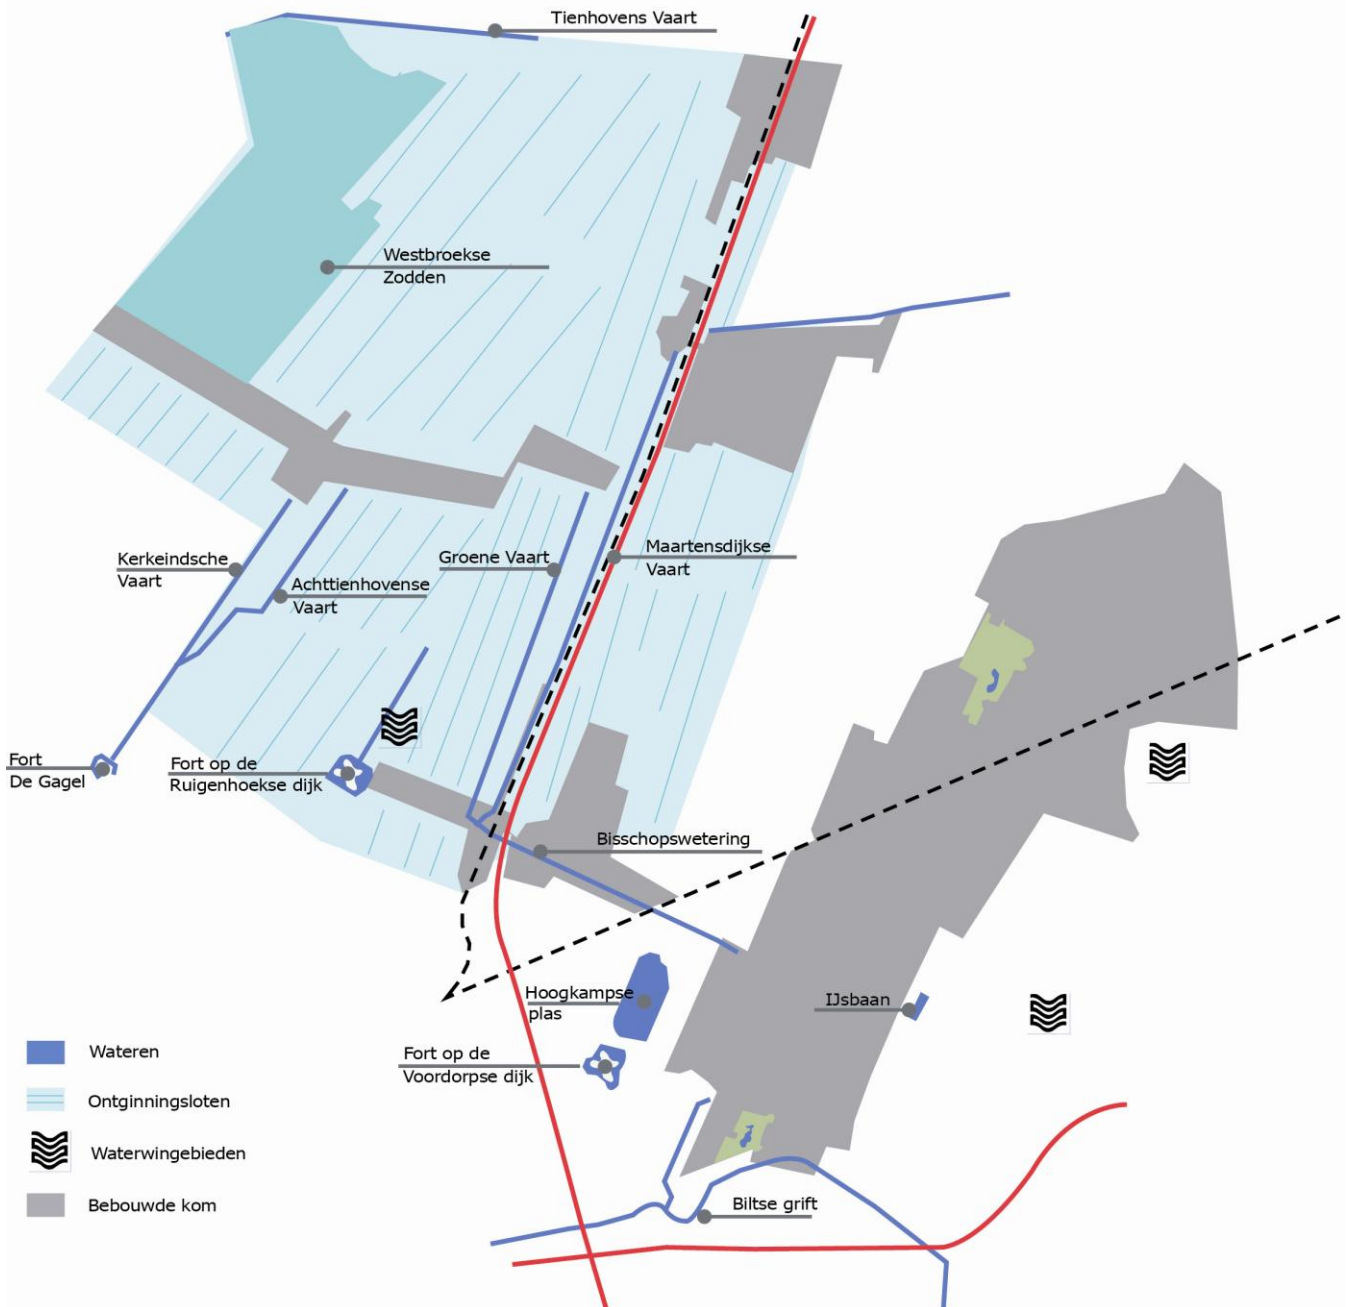 Tienhovens Vaart
Westbroekse
Zodden
Kerkeindsche
Vaart
Achttienhovense
Vaart
Groene Vaart
Maartensdijkse
Vaart
Fort
De Gagel
Fort op de
Ruigenhoekse dijk
Bisschopswetering
Hoogkampse
plas
IJsbaan
Fort op de
Voordorpse dijk
Biltse grift
Wateren
Ontginningsloten
Waterwingebieden
Bebouwde kom